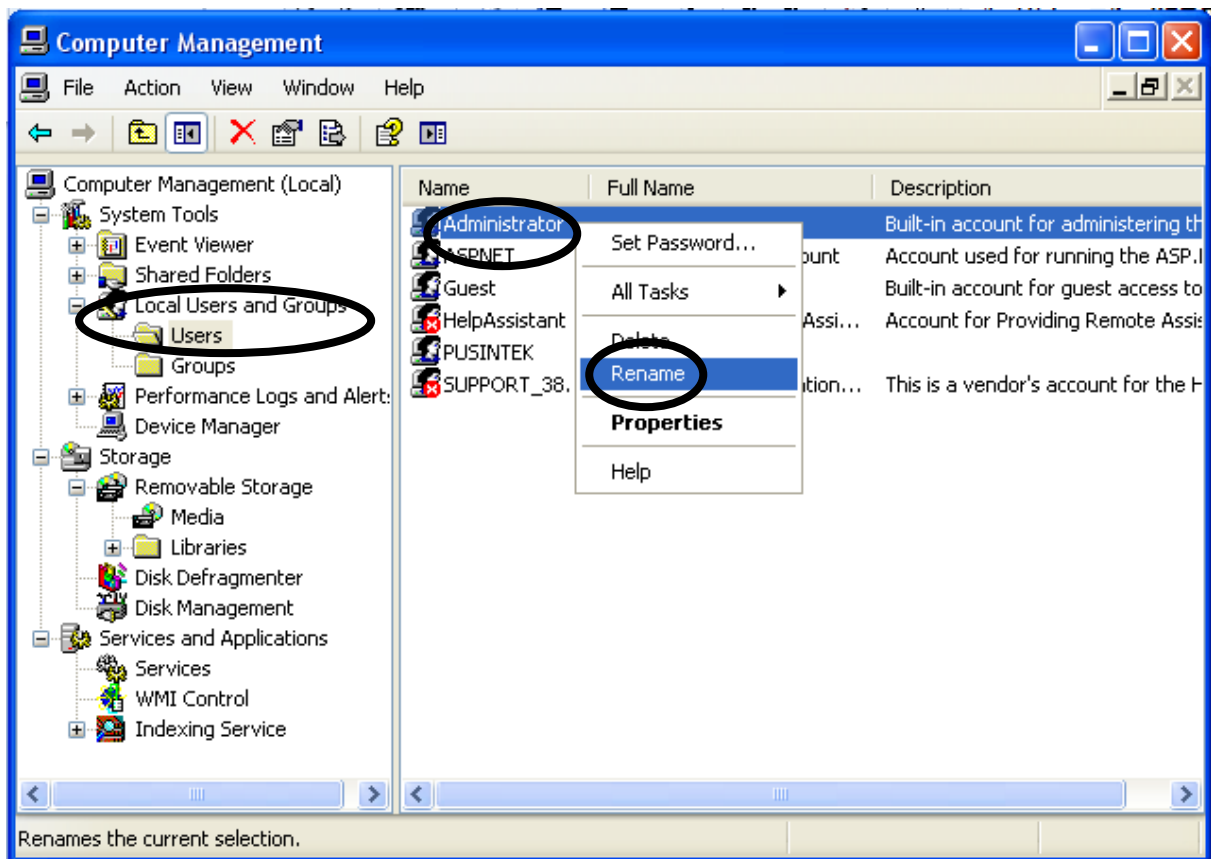 Computer Management
File Action View Window Help
Computer Management (Local)
System Tools
Event Viewer
Shared Folders
Local Users and Groups
Users
Groups
Performance Logs and Alert
Device Manager
Storage
Removable Storage
Media
Libraries
Disk Defragmenter
Disk Management
Services and Applications
Services
WMI Control
Indexing Service
Name Full Name Description
Administrator Built-in account for administering th
ASPNET ount Account used for running the ASP.
Guest Built-in account for guest access to
HelpAssistant Assi... Account for Providing Remote Assis
PUSINTEK
SUPPORT_38. ation... This is a vendor's account for the H
Set Password...
All Tasks
Delete
Rename
Properties
Help
Renames the current selection.